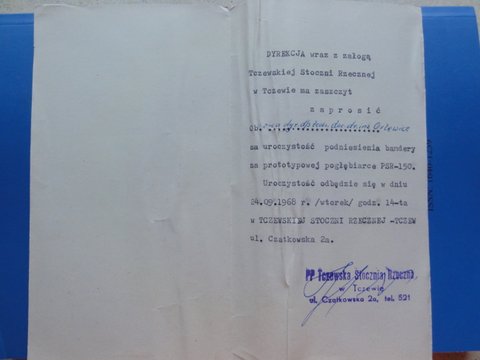 DYREKCJA wraz z załogą
Tczewskiej Stoczni Rzecznej
w Tczewie ma zaszczyt
zaprosić
Ob.
na uroczystość podniesienia bandery
na prototypowej pogłębiarce PSR-150.
Uroczystość odbędzie się w dniu
24.09.1968 r. /wtorek/ godz. 14-ta
w TCZEWSKIEJ STOCZNI RZECZNEJ -TCZEW
ul. Czatkowska 2a.
PP Tczewska Stocznia Rzeczna
w Tczewie
ul. Czatkowska 2a, tel. 521